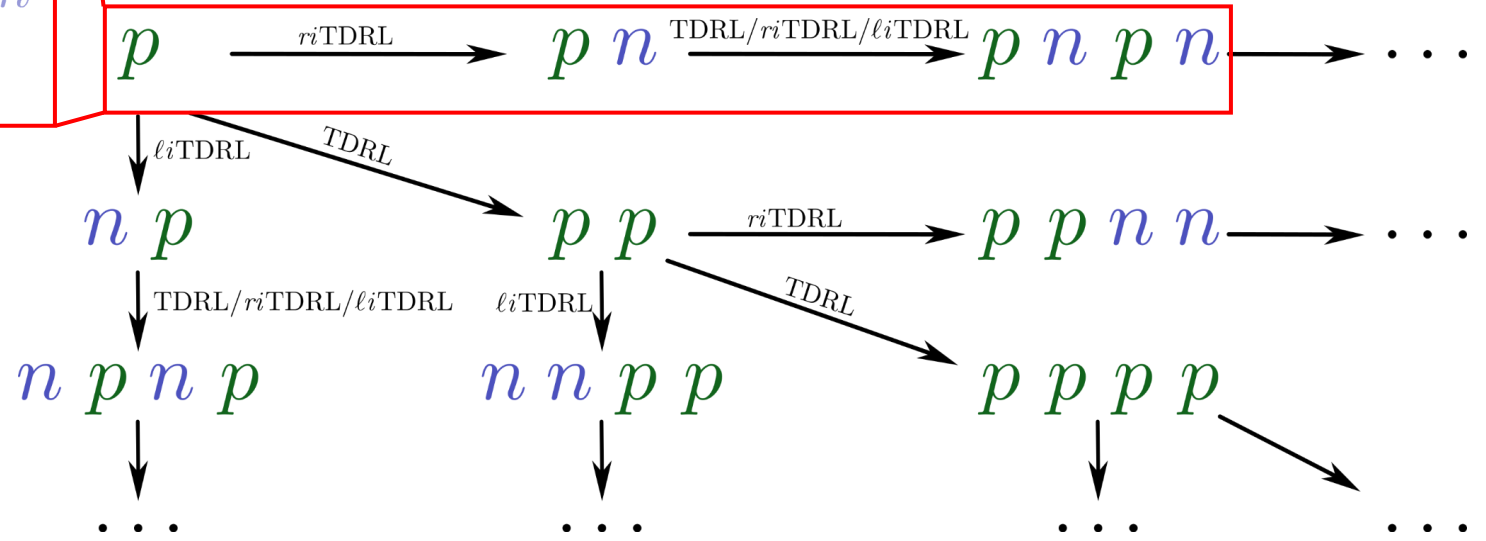 n
riTDRL TDRL/riTDRL/ℓiTDRL
p p n p n p n ...
ℓiTDRL TDRL
riTDRL
n p p p p p n n ...
TDRL
TDRL/riTDRL/ℓiTDRL ℓiTDRL
n p n p n n p p p p p p
... ... ... ...